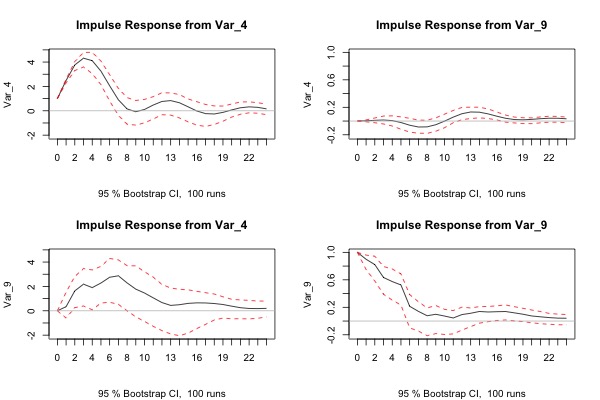 Impulse Response from Var_4
Var_4
4
2
0
-2
0 2 4 6 8 10 13 16 19 22
95 % Bootstrap CI, 100 runs
Impulse Response from Var_9
Var_4
1.0
0.6
0.2
-0.2
0 2 4 6 8 10 13 16 19 22
95 % Bootstrap CI, 100 runs
Impulse Response from Var_4
Var_9
4
2
0
-2
0 2 4 6 8 10 13 16 19 22
95 % Bootstrap CI, 100 runs
Impulse Response from Var_9
Var_9
1.0
0.6
0.2
-0.2
0 2 4 6 8 10 13 16 19 22
95 % Bootstrap CI, 100 runs